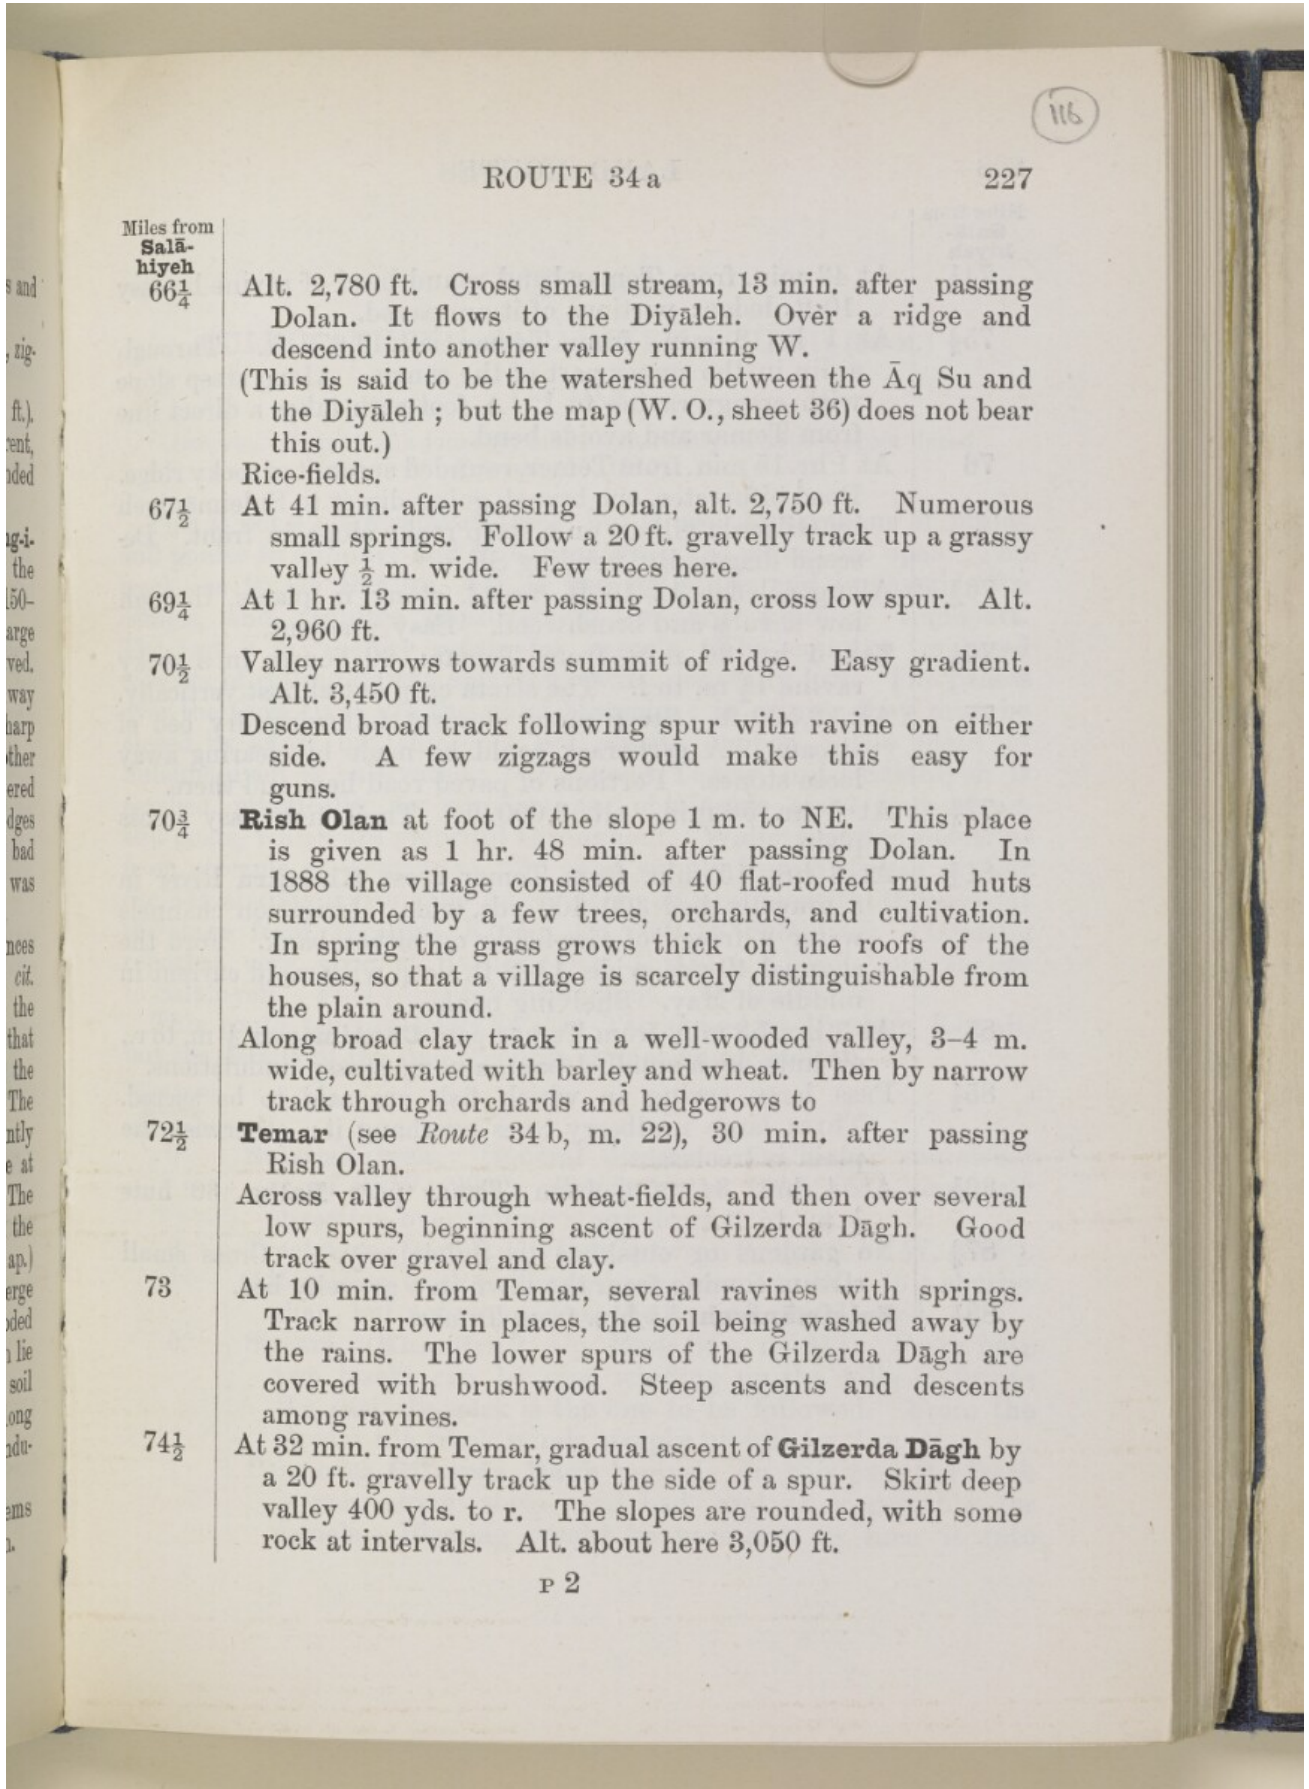 116
ROUTE 34 a
227
Miles from
Salā-
hiyeh
66¼ Alt. 2,780 ft. Cross small stream, 13 min. after passing
Dolan. It flows to the Diyāleh. Over a ridge and
descend into another valley running W.
(This is said to be the watershed between the Āq Su and
the Diyāleh ; but the map (W. O., sheet 36) does not bear
this out.)
Rice-fields.
67½ At 41 min. after passing Dolan, alt. 2,750 ft. Numerous
small springs. Follow a 20 ft. gravelly track up a grassy
valley ½ m. wide. Few trees here.
69¼ At 1 hr. 13 min. after passing Dolan, cross low spur. Alt.
2,960 ft.
70½ Valley narrows towards summit of ridge. Easy gradient.
Alt. 3,450 ft.
Descend broad track following spur with ravine on either
side. A few zigzags would make this easy for
guns.
70¾ Rish Olan at foot of the slope 1 m. to NE. This place
is given as 1 hr. 48 min. after passing Dolan. In
1888 the village consisted of 40 flat-roofed mud huts
surrounded by a few trees, orchards, and cultivation.
In spring the grass grows thick on the roofs of the
houses, so that a village is scarcely distinguishable from
the plain around.
Along broad clay track in a well-wooded valley, 3–4 m.
wide, cultivated with barley and wheat. Then by narrow
track through orchards and hedgerows to
72½ Temar (see Route 34 b, m. 22), 30 min. after passing
Rish Olan.
Across valley through wheat-fields, and then over several
low spurs, beginning ascent of Gilzerda Dāgh. Good
track over gravel and clay.
73 At 10 min. from Temar, several ravines with springs.
Track narrow in places, the soil being washed away by
the rains. The lower spurs of the Gilzerda Dāgh are
covered with brushwood. Steep ascents and descents
among ravines.
74½ At 32 min. from Temar, gradual ascent of Gilzerda Dāgh by
a 20 ft. gravelly track up the side of a spur. Skirt deep
valley 400 yds. to r. The slopes are rounded, with some
rock at intervals. Alt. about here 3,050 ft.
P 2